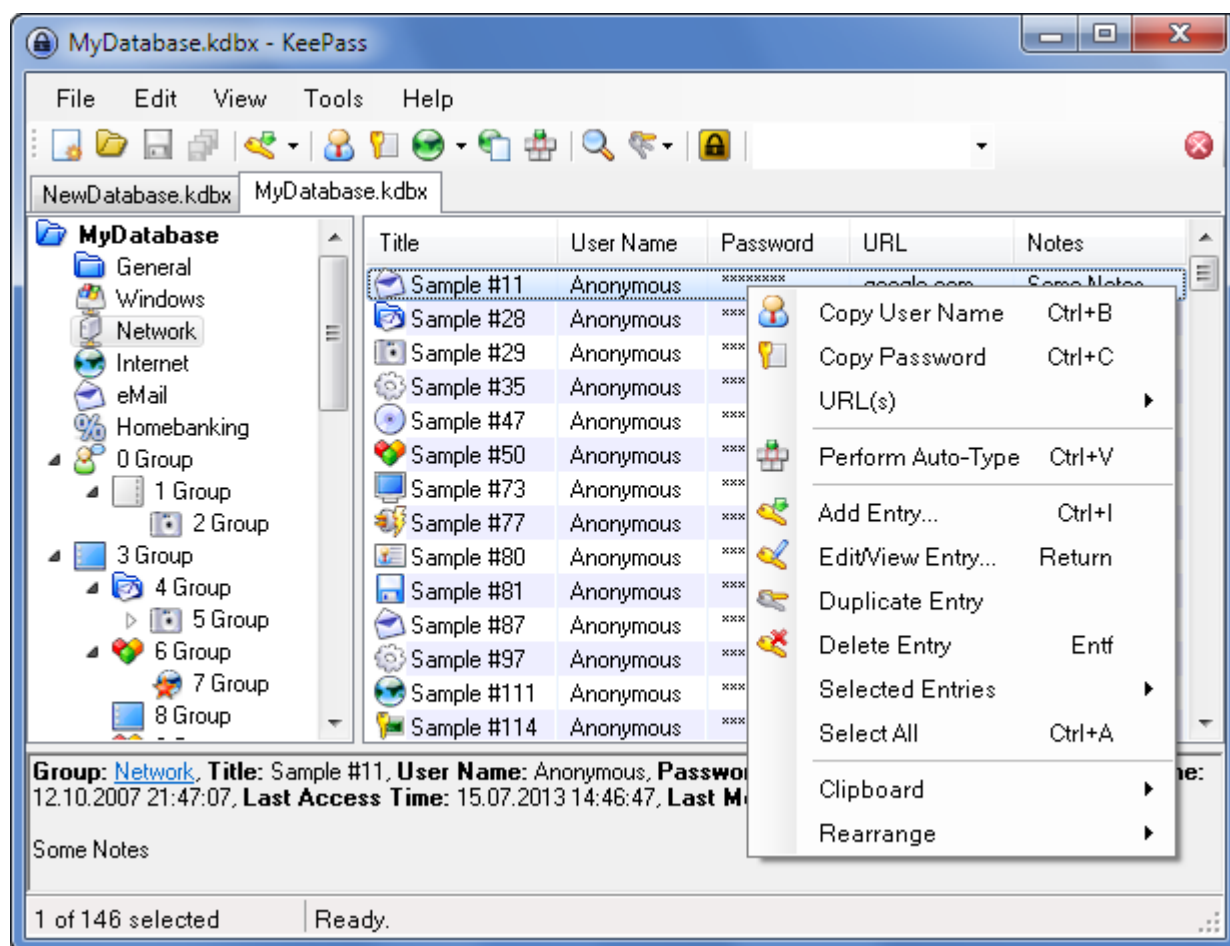 MyDatabase.kdbx - KeePass
File Edit View Tools Help
NewDatabase.kdbx MyDatabase.kdbx
MyDatabase
General
Windows
Network
Internet
eMail
Homebanking
0 Group
1 Group
2 Group
3 Group
4 Group
5 Group
6 Group
7 Group
8 Group
Title User Name Password URL Notes
Sample #11 Anonymous ******** google.com Some Notes
Sample #28 Anonymous ***
Sample #29 Anonymous ***
Sample #35 Anonymous ***
Sample #47 Anonymous ***
Sample #50 Anonymous ***
Sample #73 Anonymous ***
Sample #77 Anonymous ***
Sample #80 Anonymous ***
Sample #81 Anonymous ***
Sample #87 Anonymous ***
Sample #97 Anonymous ***
Sample #111 Anonymous ***
Sample #114 Anonymous ***
Copy User Name Ctrl+B
Copy Password Ctrl+C
URL(s)
Perform Auto-Type Ctrl+V
Add Entry... Ctrl+I
Edit/View Entry... Return
Duplicate Entry
Delete Entry Entf
Selected Entries
Select All Ctrl+A
Clipboard
Rearrange
Group: Network, Title: Sample #11, User Name: Anonymous,
12.10.2007 21:47:07, Last Access Time: 15.07.2013 14:46:47, Last
Some Notes
1 of 146 selected Ready.